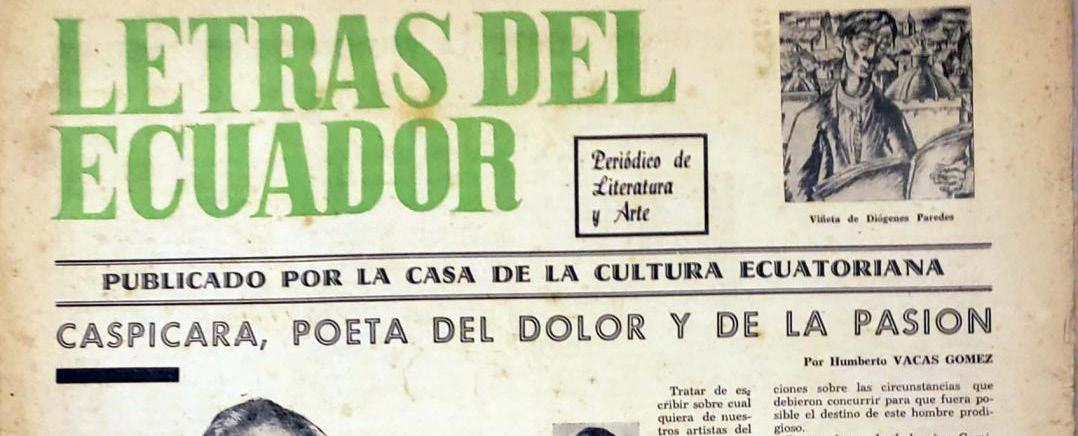 LETRAS DEL
ECUADOR
Periódico de
Literatura
y Arte
Viñeta de Diógenes Paredes
PUBLICADO POR LA CASA DE LA CULTURA ECUATORIANA
CASPICARA, POETA DEL DOLOR Y DE LA PASION
Por Humberto VACAS GOMEZ
Tratar de es-
cribir sobre cual
quiera de nues-
tros artistas del
ciones sobre las circunstancias que
debieron concurrir para que fuera po-
sible el destino de este hombre prodi-
gioso.